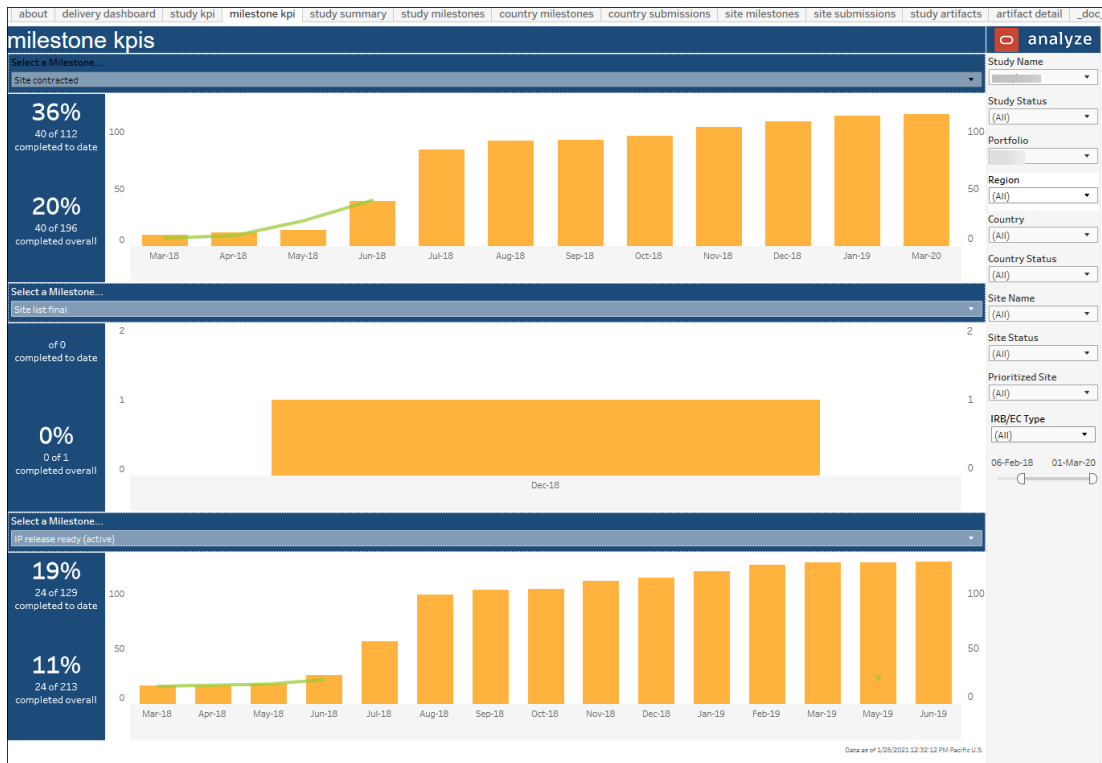 about delivery dashboard study kpi milestone kpi study summary study milestones country milestones country submissions site milestones site submissions study artifacts artifact detail _doc_
milestone kpis
analyze
Select a Milestone...
Site contracted
36%
40 of 112
completed to date
20%
40 of 196
completed overall
100
50
0
100
50
0
Mar-18 Apr-18 May-18 Jun-18 Jul-18 Aug-18 Sep-18 Oct-18 Nov-18 Dec-18 Jan-19 Mar-20
Select a Milestone...
Site list final
of 0
completed to date
0%
0 of 1
completed overall
2
1
0
2
1
0
Dec-18
Select a Milestone...
IP release ready (active)
19%
24 of 129
completed to date
11%
24 of 213
completed overall
100
50
0
100
50
0
Mar-18 Apr-18 May-18 Jun-18 Jul-18 Aug-18 Sep-18 Oct-18 Nov-18 Dec-18 Jan-19 Feb-19 Mar-19 May-19 Jun-19
Data as of 1/25/2021 12:32:12 PM Pacific U.S.
Study Name
Study Status
(All)
Portfolio
Region
(All)
Country
(All)
Country Status
(All)
Site Name
(All)
Site Status
(All)
Prioritized Site
(All)
IRB/EC Type
(All)
06-Feb-18 01-Mar-20